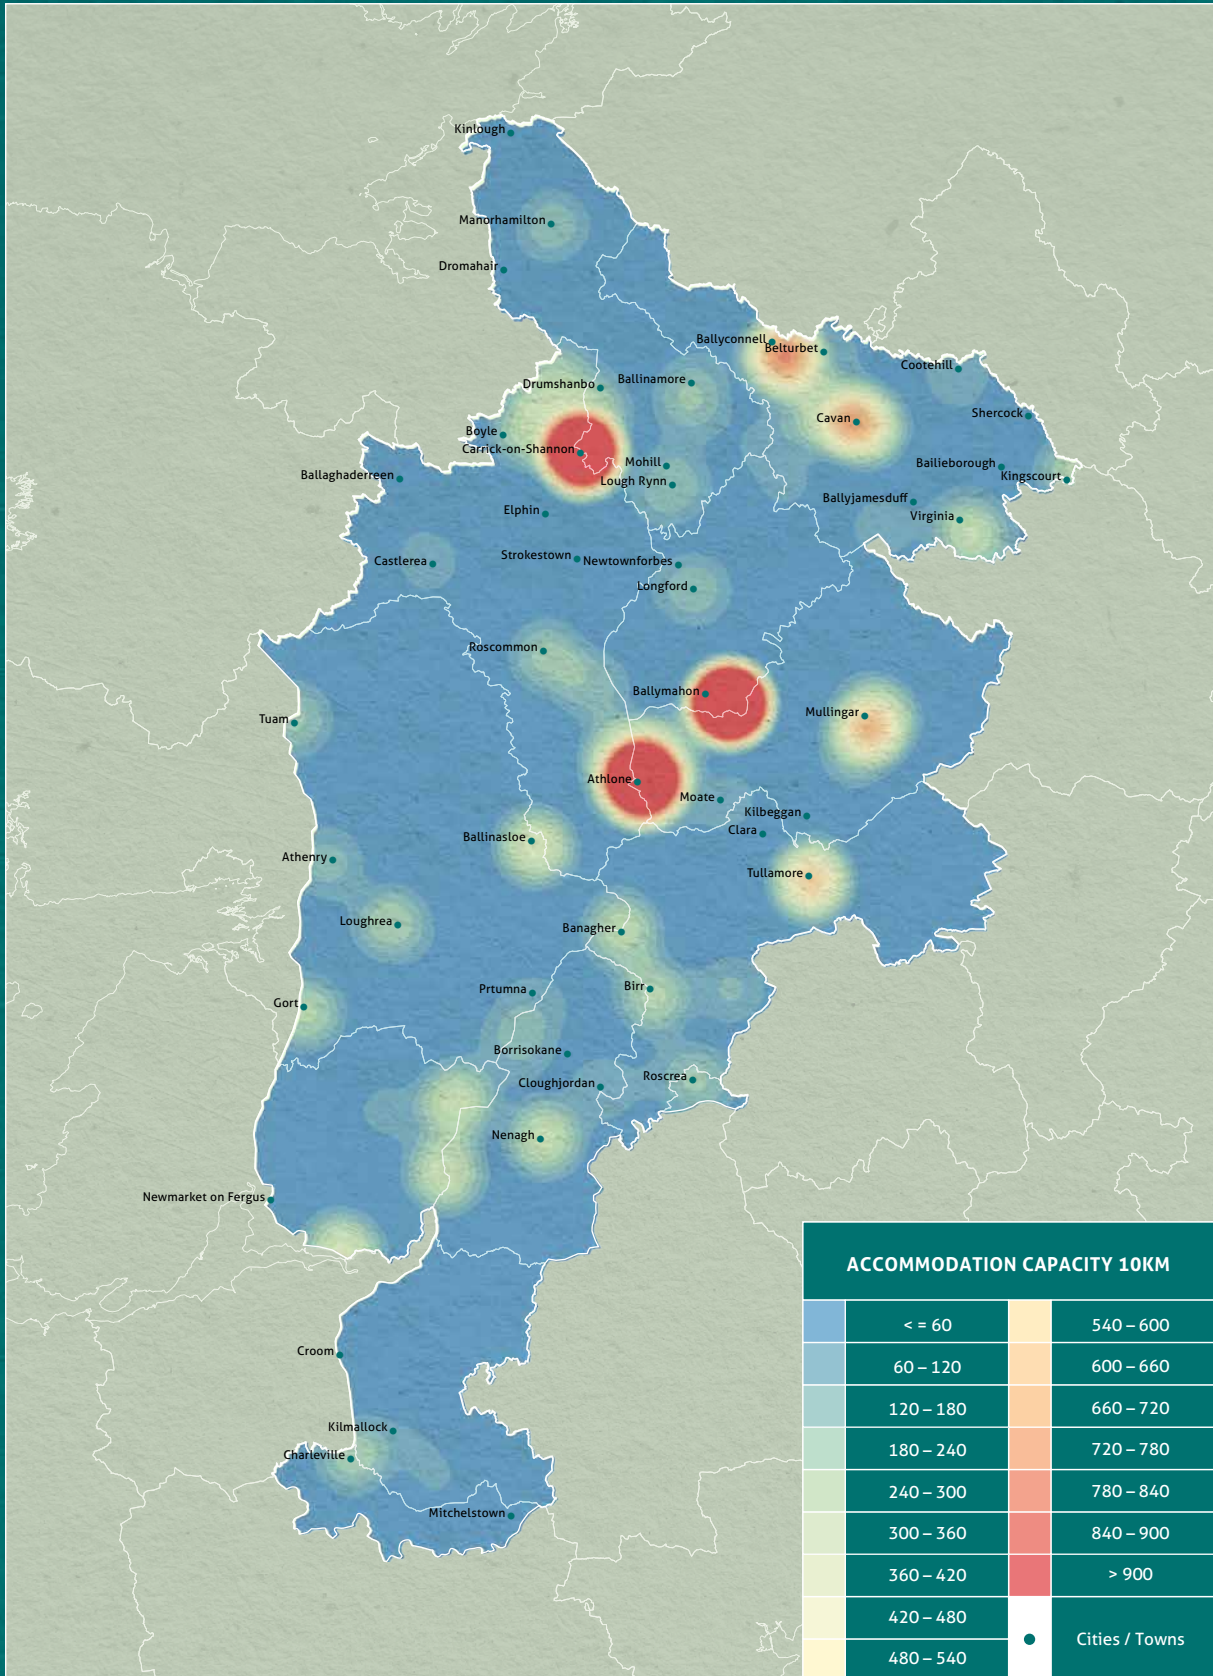 Kinlough
Manorhamilton
Dromahair
Ballyconnell
Belturbet
Cootehill
Drumshanbo
Ballinamore
Shercock
Cavan
Boyle
Carrick-on-Shannon
Mohill
Bailieborough
Ballaghaderreen
Kingscourt
Lough Rynn
Ballyjamesduff
Elphin
Virginia
Strokestown
Newtownforbes
Castlerea
Longford
Roscommon
Ballymahon
Mullingar
Tuam
Athlone
Moate
Kilbeggan
Clara
Ballinasloe
Athenry
Tullamore
Loughrea
Banagher
Prtumna
Birr
Gort
Borrisokane
Cloughjordan
Roscrea
Nenagh
Newmarket on Fergus
Croom
Kilmallock
Charleville
Mitchelstown
ACCOMMODATION CAPACITY 10KM
< = 60
60 – 120
120 – 180
180 – 240
240 – 300
300 – 360
360 – 420
420 – 480
480 – 540
540 – 600
600 – 660
660 – 720
720 – 780
780 – 840
840 – 900
> 900
Cities / Towns